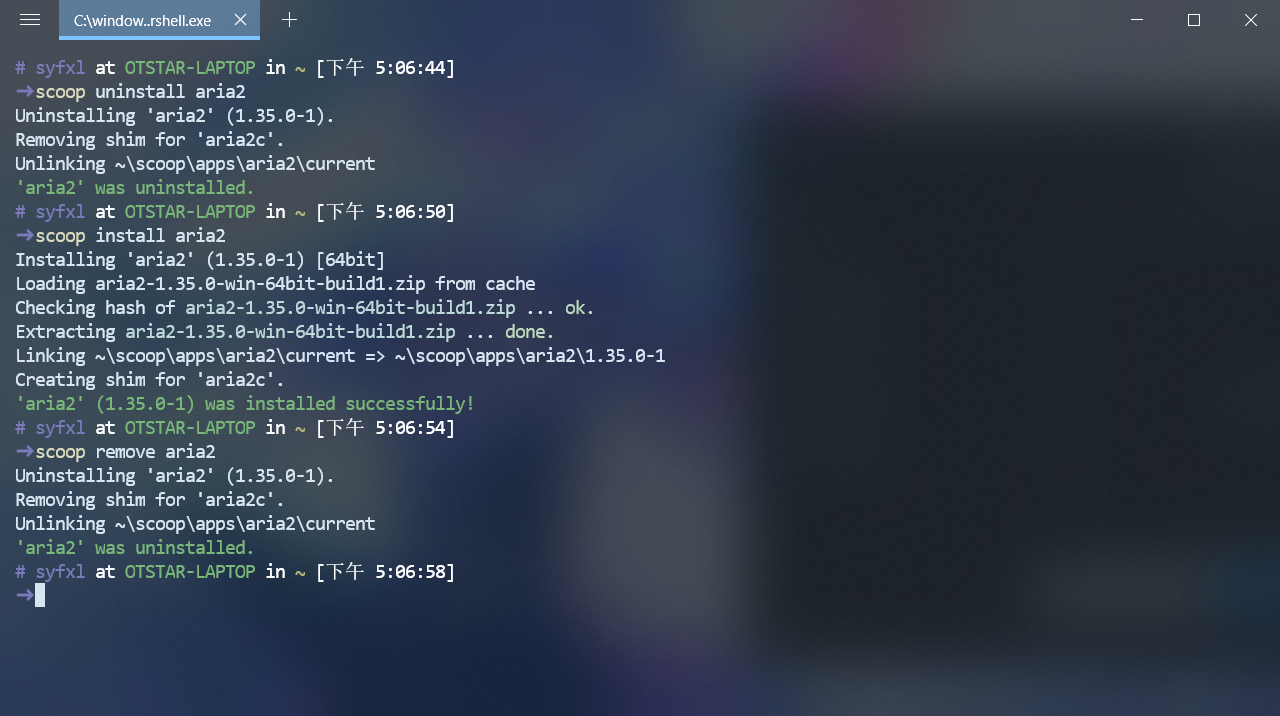 C:\window..rshell.exe
# syfxl at OTSTAR-LAPTOP in ~ [下午 5:06:44]
➜scoop uninstall aria2
Uninstalling 'aria2' (1.35.0-1).
Removing shim for 'aria2c'.
Unlinking ~\scoop\apps\aria2\current
'aria2' was uninstalled.
# syfxl at OTSTAR-LAPTOP in ~ [下午 5:06:50]
➜scoop install aria2
Installing 'aria2' (1.35.0-1) [64bit]
Loading aria2-1.35.0-win-64bit-build1.zip from cache
Checking hash of aria2-1.35.0-win-64bit-build1.zip ... ok.
Extracting aria2-1.35.0-win-64bit-build1.zip ... done.
Linking ~\scoop\apps\aria2\current => ~\scoop\apps\aria2\1.35.0-1
Creating shim for 'aria2c'.
'aria2' (1.35.0-1) was installed successfully!
# syfxl at OTSTAR-LAPTOP in ~ [下午 5:06:54]
➜scoop remove aria2
Uninstalling 'aria2' (1.35.0-1).
Removing shim for 'aria2c'.
Unlinking ~\scoop\apps\aria2\current
'aria2' was uninstalled.
# syfxl at OTSTAR-LAPTOP in ~ [下午 5:06:58]
➜